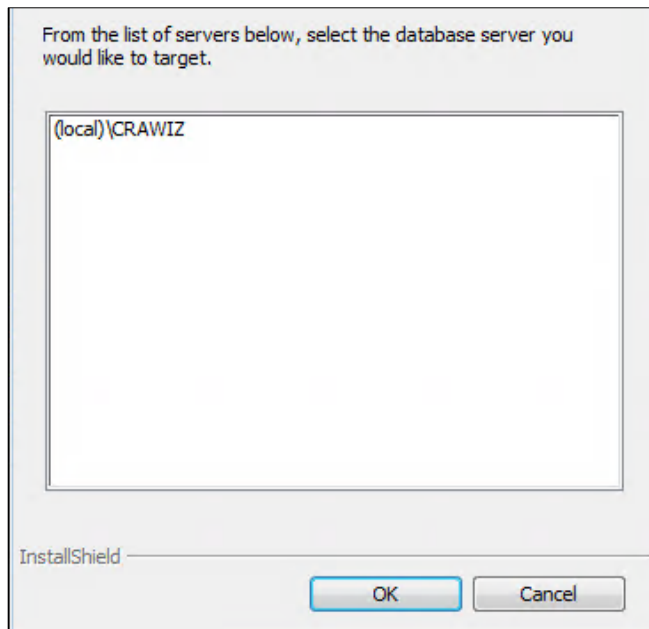 From the list of servers below, select the database server you
would like to target.
(local)\CRAWIZ
InstallShield
OK
Cancel